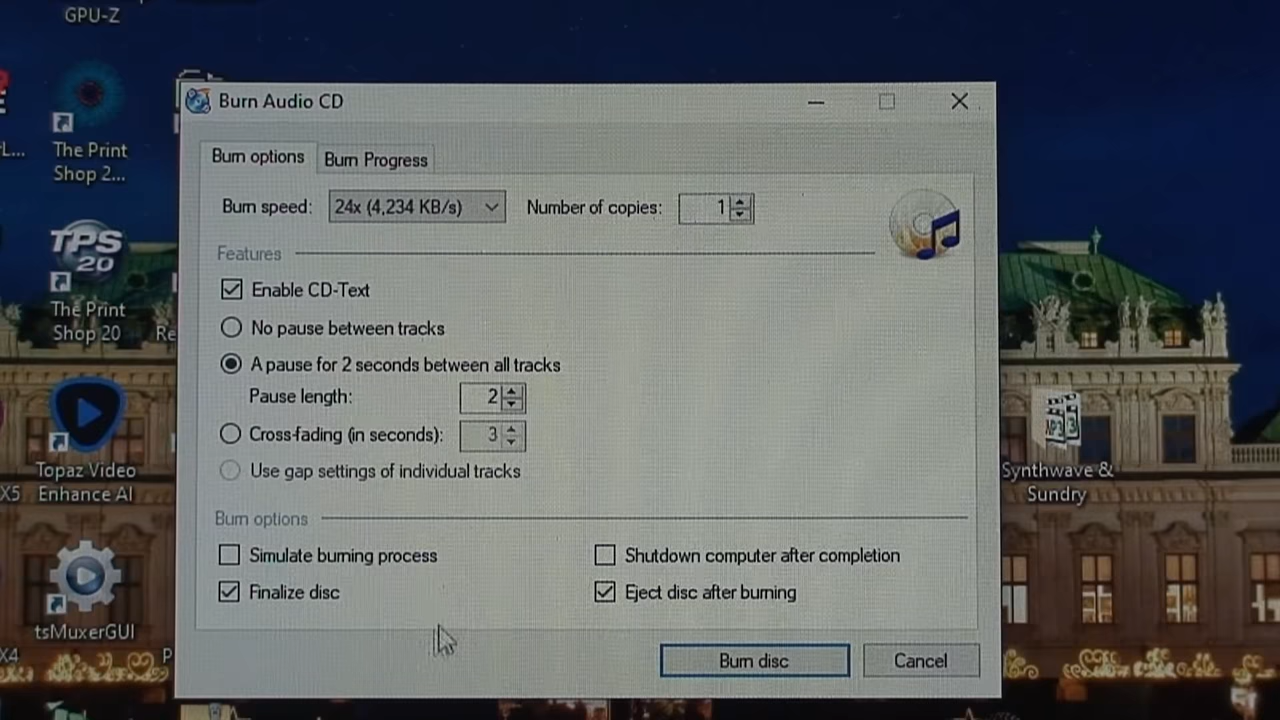 GPU-Z
Burn Audio CD
The Print
Shop 2...
Burn options
Burn Progress
Burn speed:
24x (4,234 KB/s)
Number of copies:
1
Features
TPS
20
Enable CD-Text
The Print
Shop 20
Re
No pause between tracks
A pause for 2 seconds between all tracks
Pause length:
2
Cross-fading (in seconds):
3
Use gap settings of individual tracks
Topaz Video
Enhance AI
X5
Synthwave &
Sundry
Burn options
Simulate burning process
Shutdown computer after completion
Finalize disc
Eject disc after burning
tsMuxerGUI
X4
P
Burn disc
Cancel